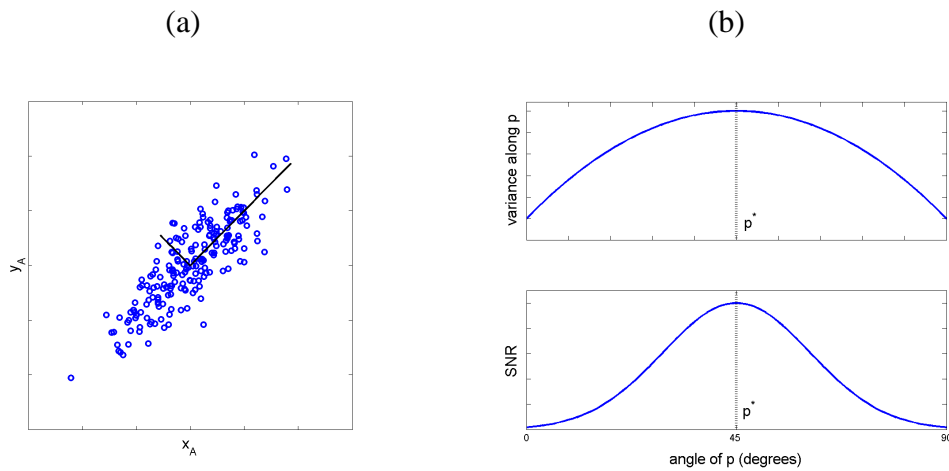 (a)
(b)
y_A
x_A
variance along p
p*
SNR
p*
0
45
90
angle of p (degrees)